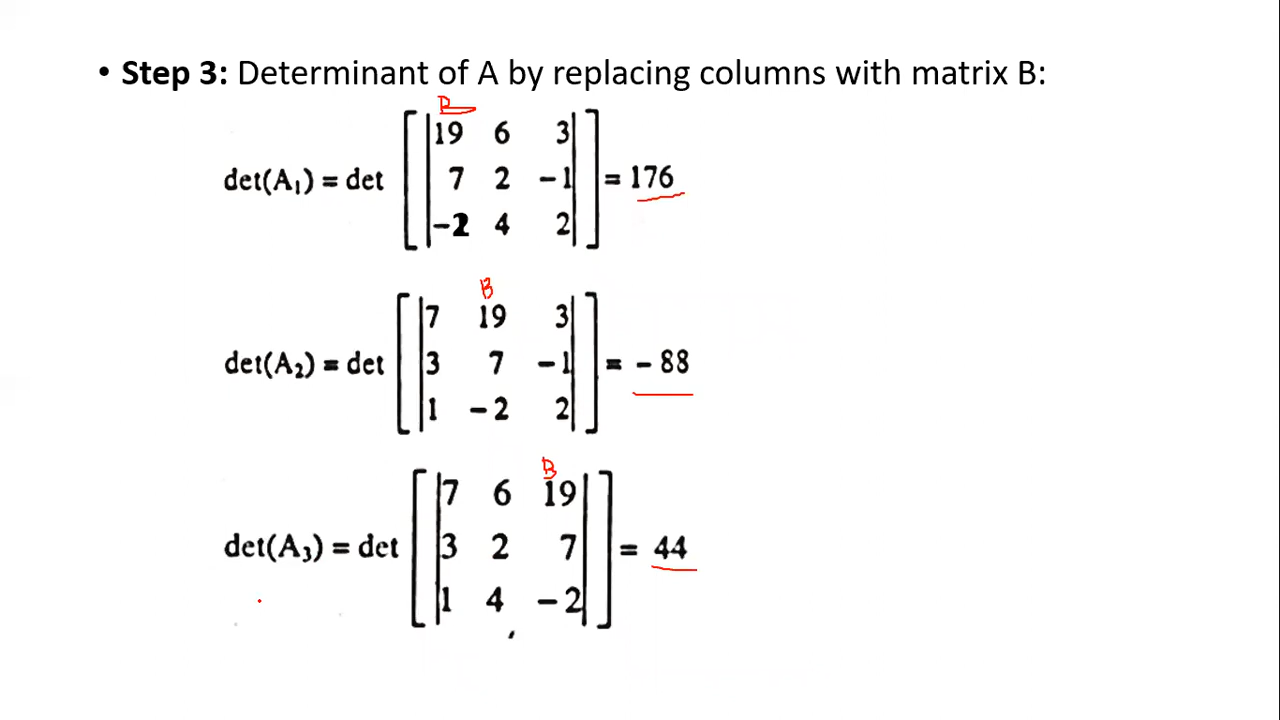 • Step 3: Determinant of A by replacing columns with matrix B:
B
19 6 3
det(A₁) = det 7 2 −1 = 176
−2 4 2
B
7 19 3
det(A₂) = det 3 7 −1 = − 88
1 −2 2
B
7 6 19
det(A₃) = det 3 2 7 = 44
1 4 −2